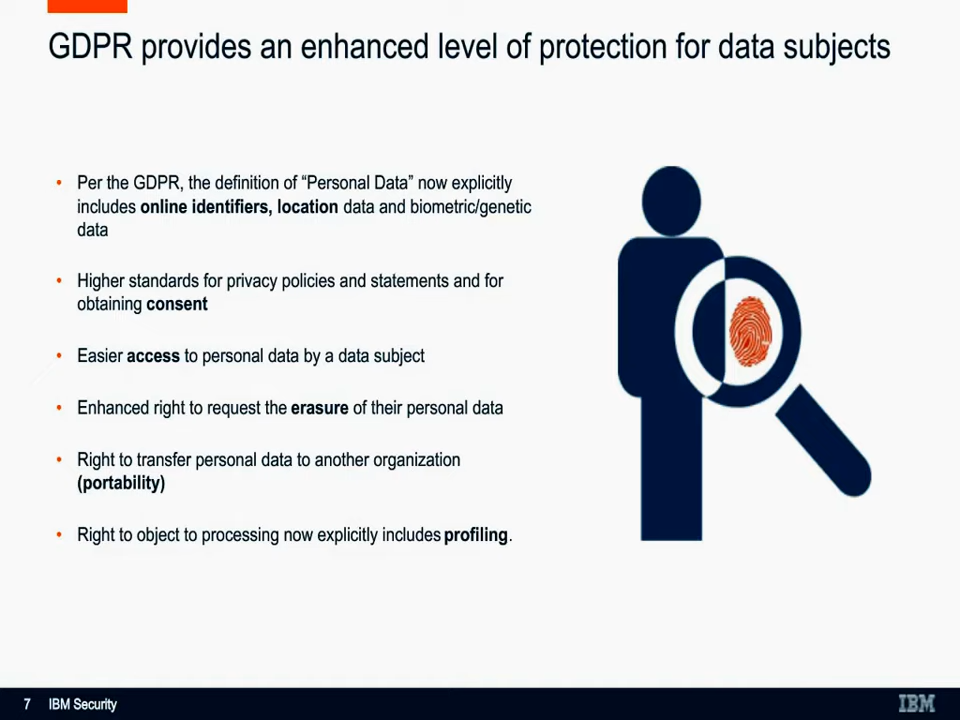 GDPR provides an enhanced level of protection for data subjects
• Per the GDPR, the definition of “Personal Data” now explicitly
includes online identifiers, location data and biometric/genetic
data
• Higher standards for privacy policies and statements and for
obtaining consent
• Easier access to personal data by a data subject
• Enhanced right to request the erasure of their personal data
• Right to transfer personal data to another organization
(portability)
• Right to object to processing now explicitly includes profiling.
7 IBM Security
IBM